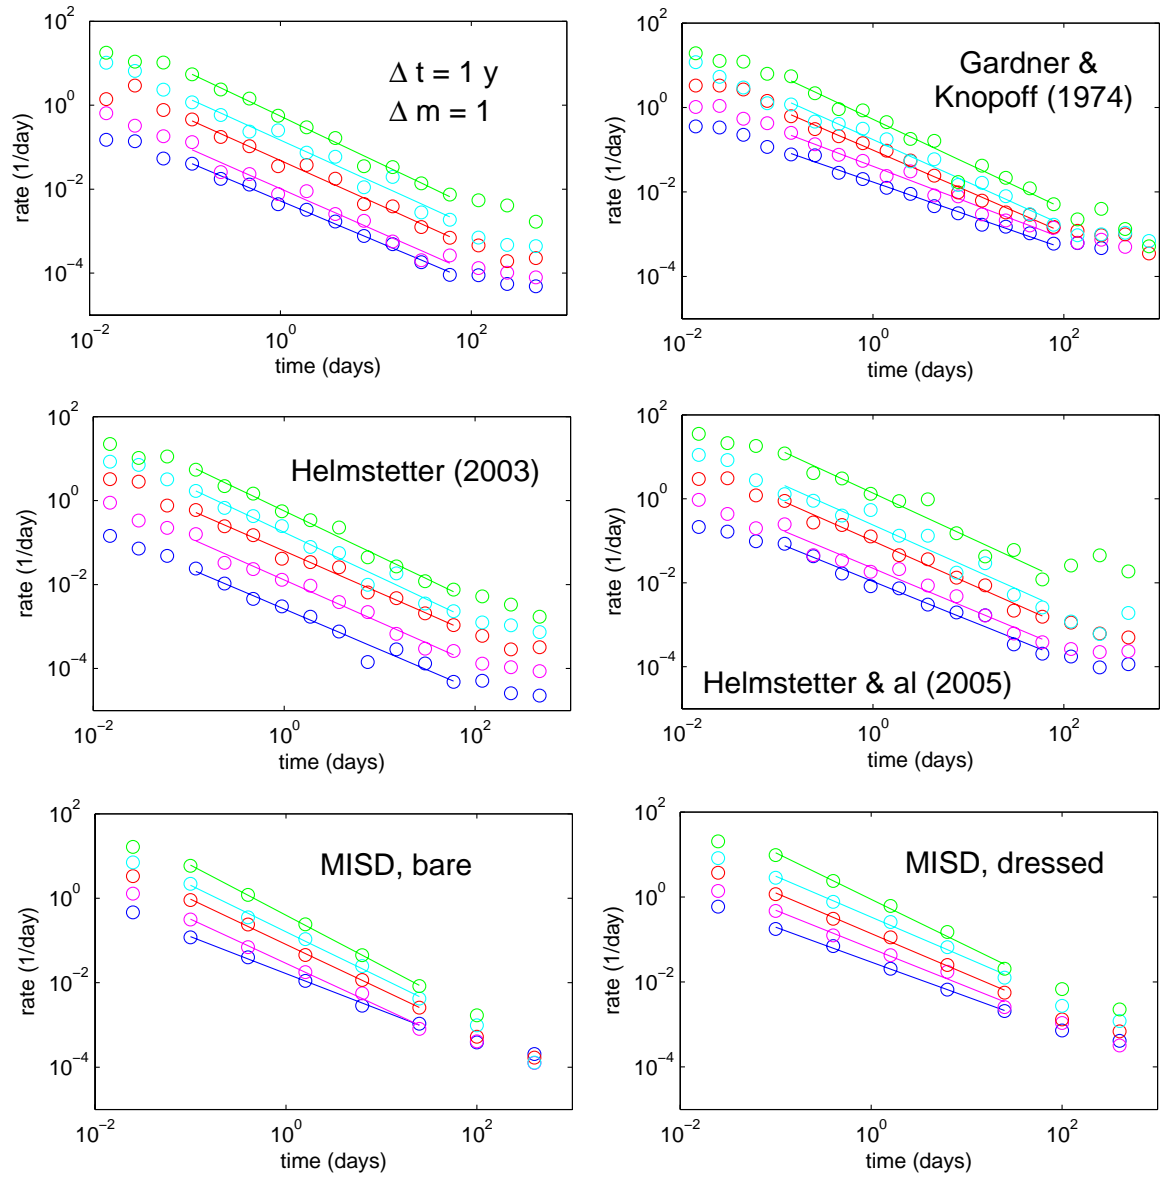 10^2
10^0
10^-2
10^-4
rate (1/day)
10^-2
10^0
10^2
time (days)
Δ t = 1 y
Δ m = 1
10^2
10^0
10^-2
10^-4
rate (1/day)
10^-2
10^0
10^2
time (days)
Gardner &
Knopoff (1974)
10^2
10^0
10^-2
10^-4
rate (1/day)
10^-2
10^0
10^2
time (days)
Helmstetter (2003)
10^2
10^0
10^-2
10^-4
rate (1/day)
10^-2
10^0
10^2
time (days)
Helmstetter & al (2005)
10^2
10^0
10^-2
10^-4
rate (1/day)
10^-2
10^0
10^2
time (days)
MISD, bare
10^2
10^0
10^-2
10^-4
rate (1/day)
10^-2
10^0
10^2
time (days)
MISD, dressed